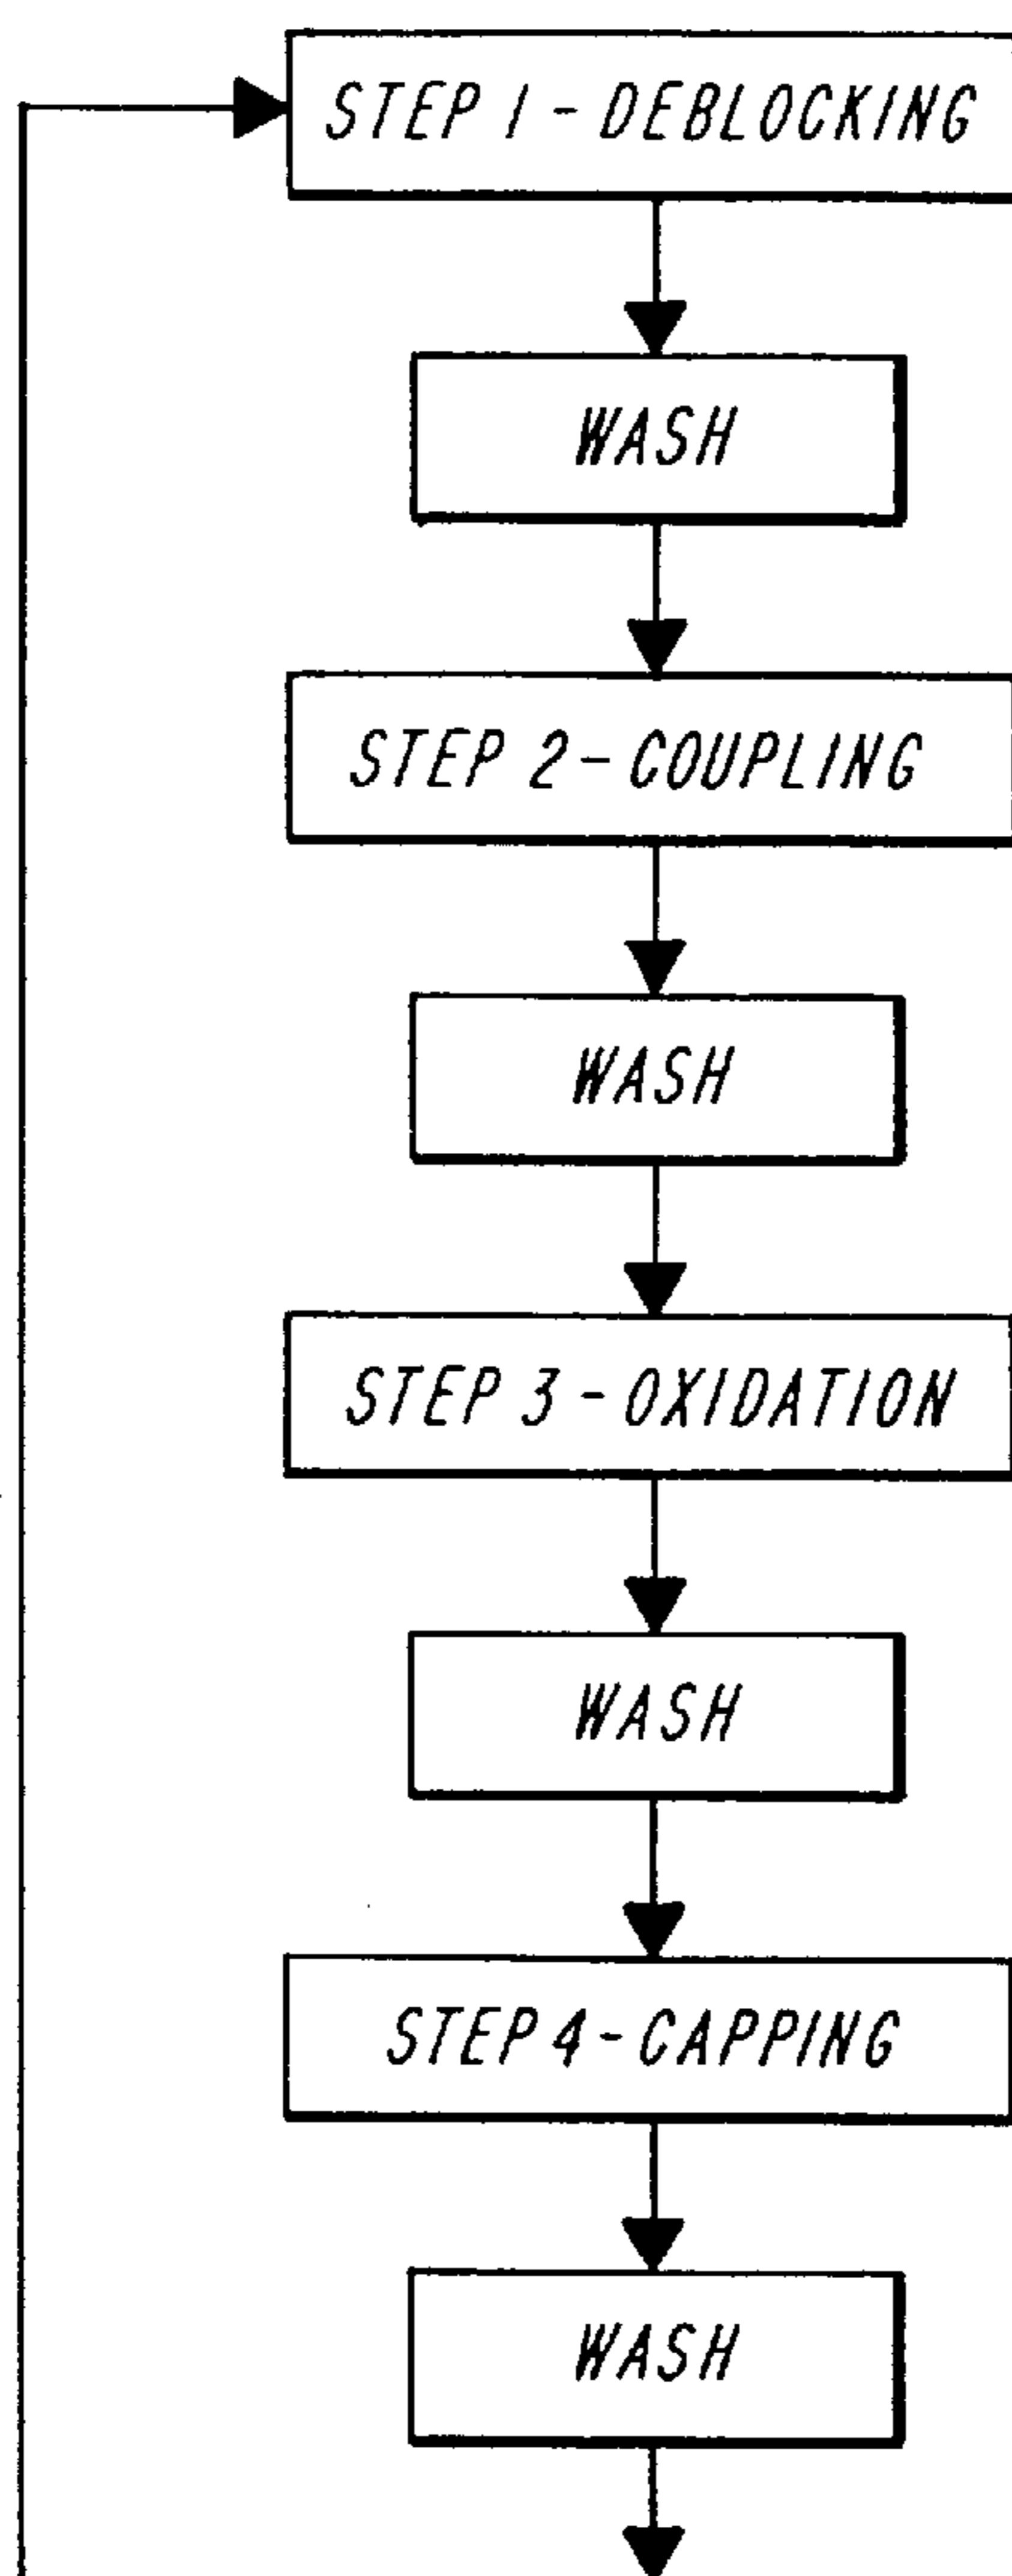 STEP 1 - DEBLOCKING
WASH
STEP 2 - COUPLING
WASH
STEP 3 - OXIDATION
WASH
STEP 4 - CAPPING
WASH